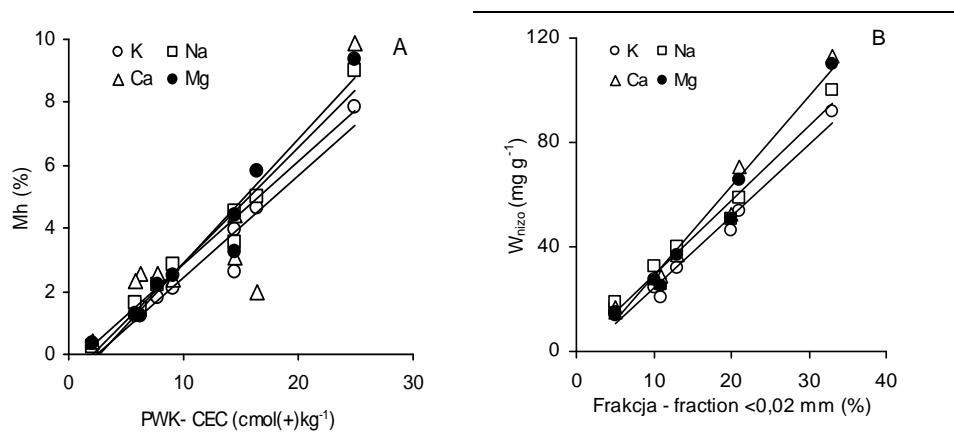 A
K Na
Ca Mg
10
8
6
4
2
0
Mh (%)
0 10 20 30
PWK- CEC (cmol(+)kg-1)
B
K Na
Ca Mg
120
80
40
0
Wnizo (mg g-1)
0 10 20 30 40
Frakcja - fraction <0,02 mm (%)